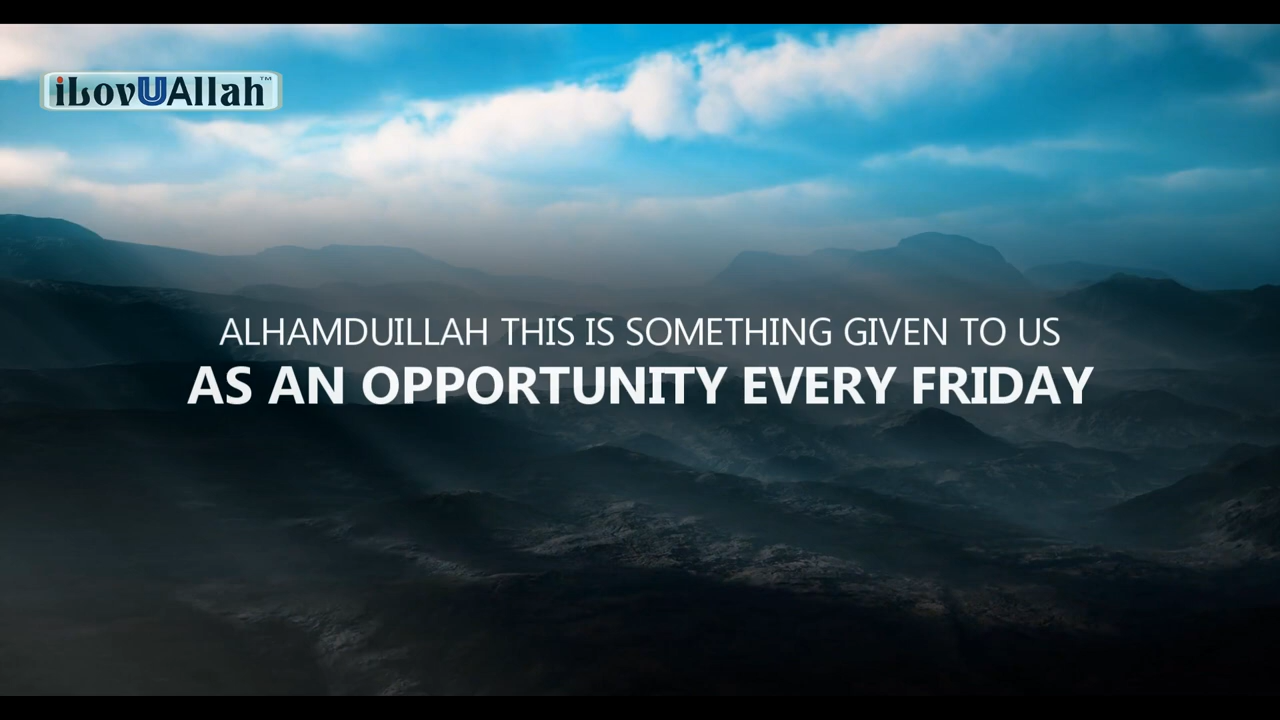 iLovUAllah™
ALHAMDUILLAH THIS IS SOMETHING GIVEN TO US
AS AN OPPORTUNITY EVERY FRIDAY